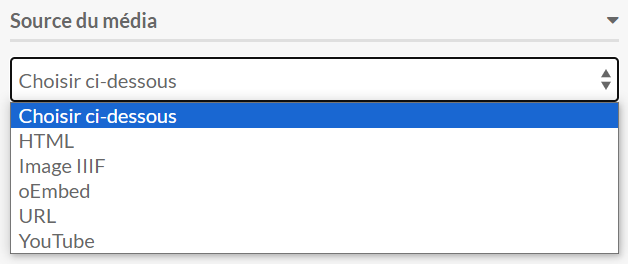 Source du média
Choisir ci-dessous
Choisir ci-dessous
HTML
Image IIIF
oEmbed
URL
YouTube